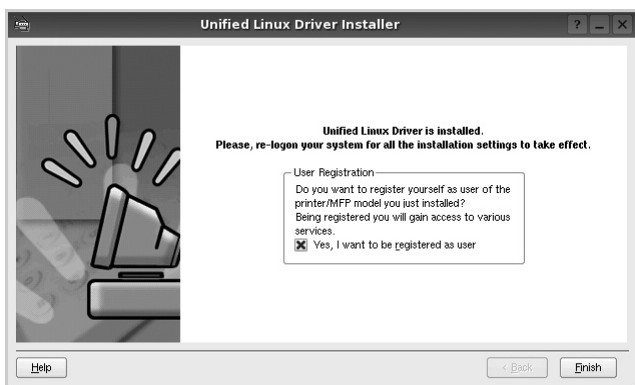 Unified Linux Driver Installer
Unified Linux Driver is installed.
Please, re-logon your system for all the installation settings to take effect.
User Registration
Do you want to register yourself as user of the
printer/MFP model you just installed?
Being registered you will gain access to various
services.
Yes, I want to be registered as user
Help
< Back
Finish